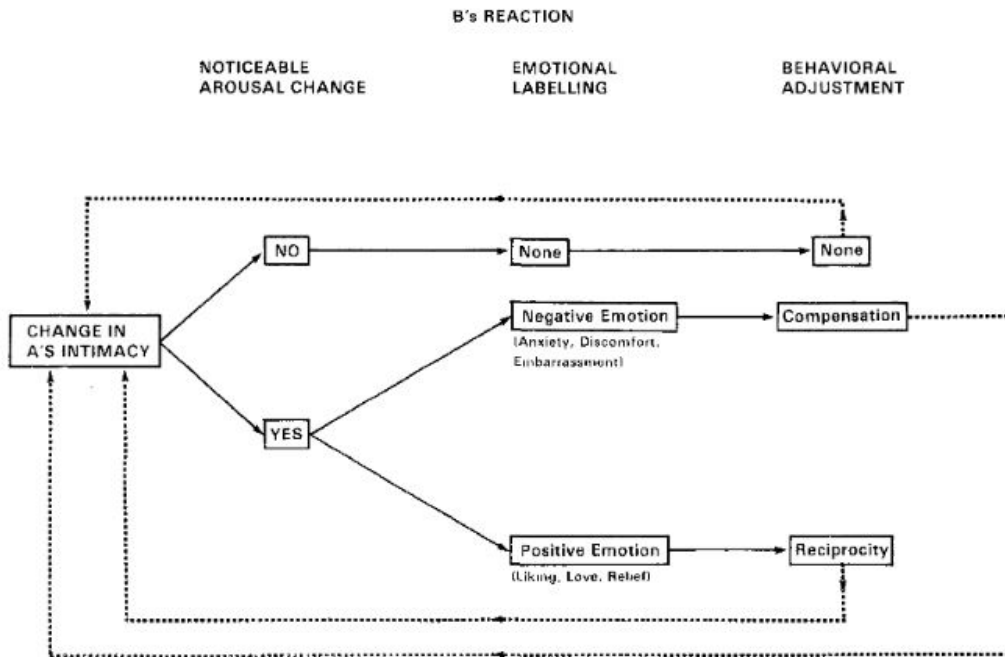 B's REACTION
NOTICEABLE
AROUSAL CHANGE
EMOTIONAL
LABELLING
BEHAVIORAL
ADJUSTMENT
NO
None
None
CHANGE IN
A'S INTIMACY
Negative Emotion
(Anxiety, Discomfort,
Embarrassment)
Compensation
YES
Positive Emotion
(Liking, Love, Relief)
Reciprocity